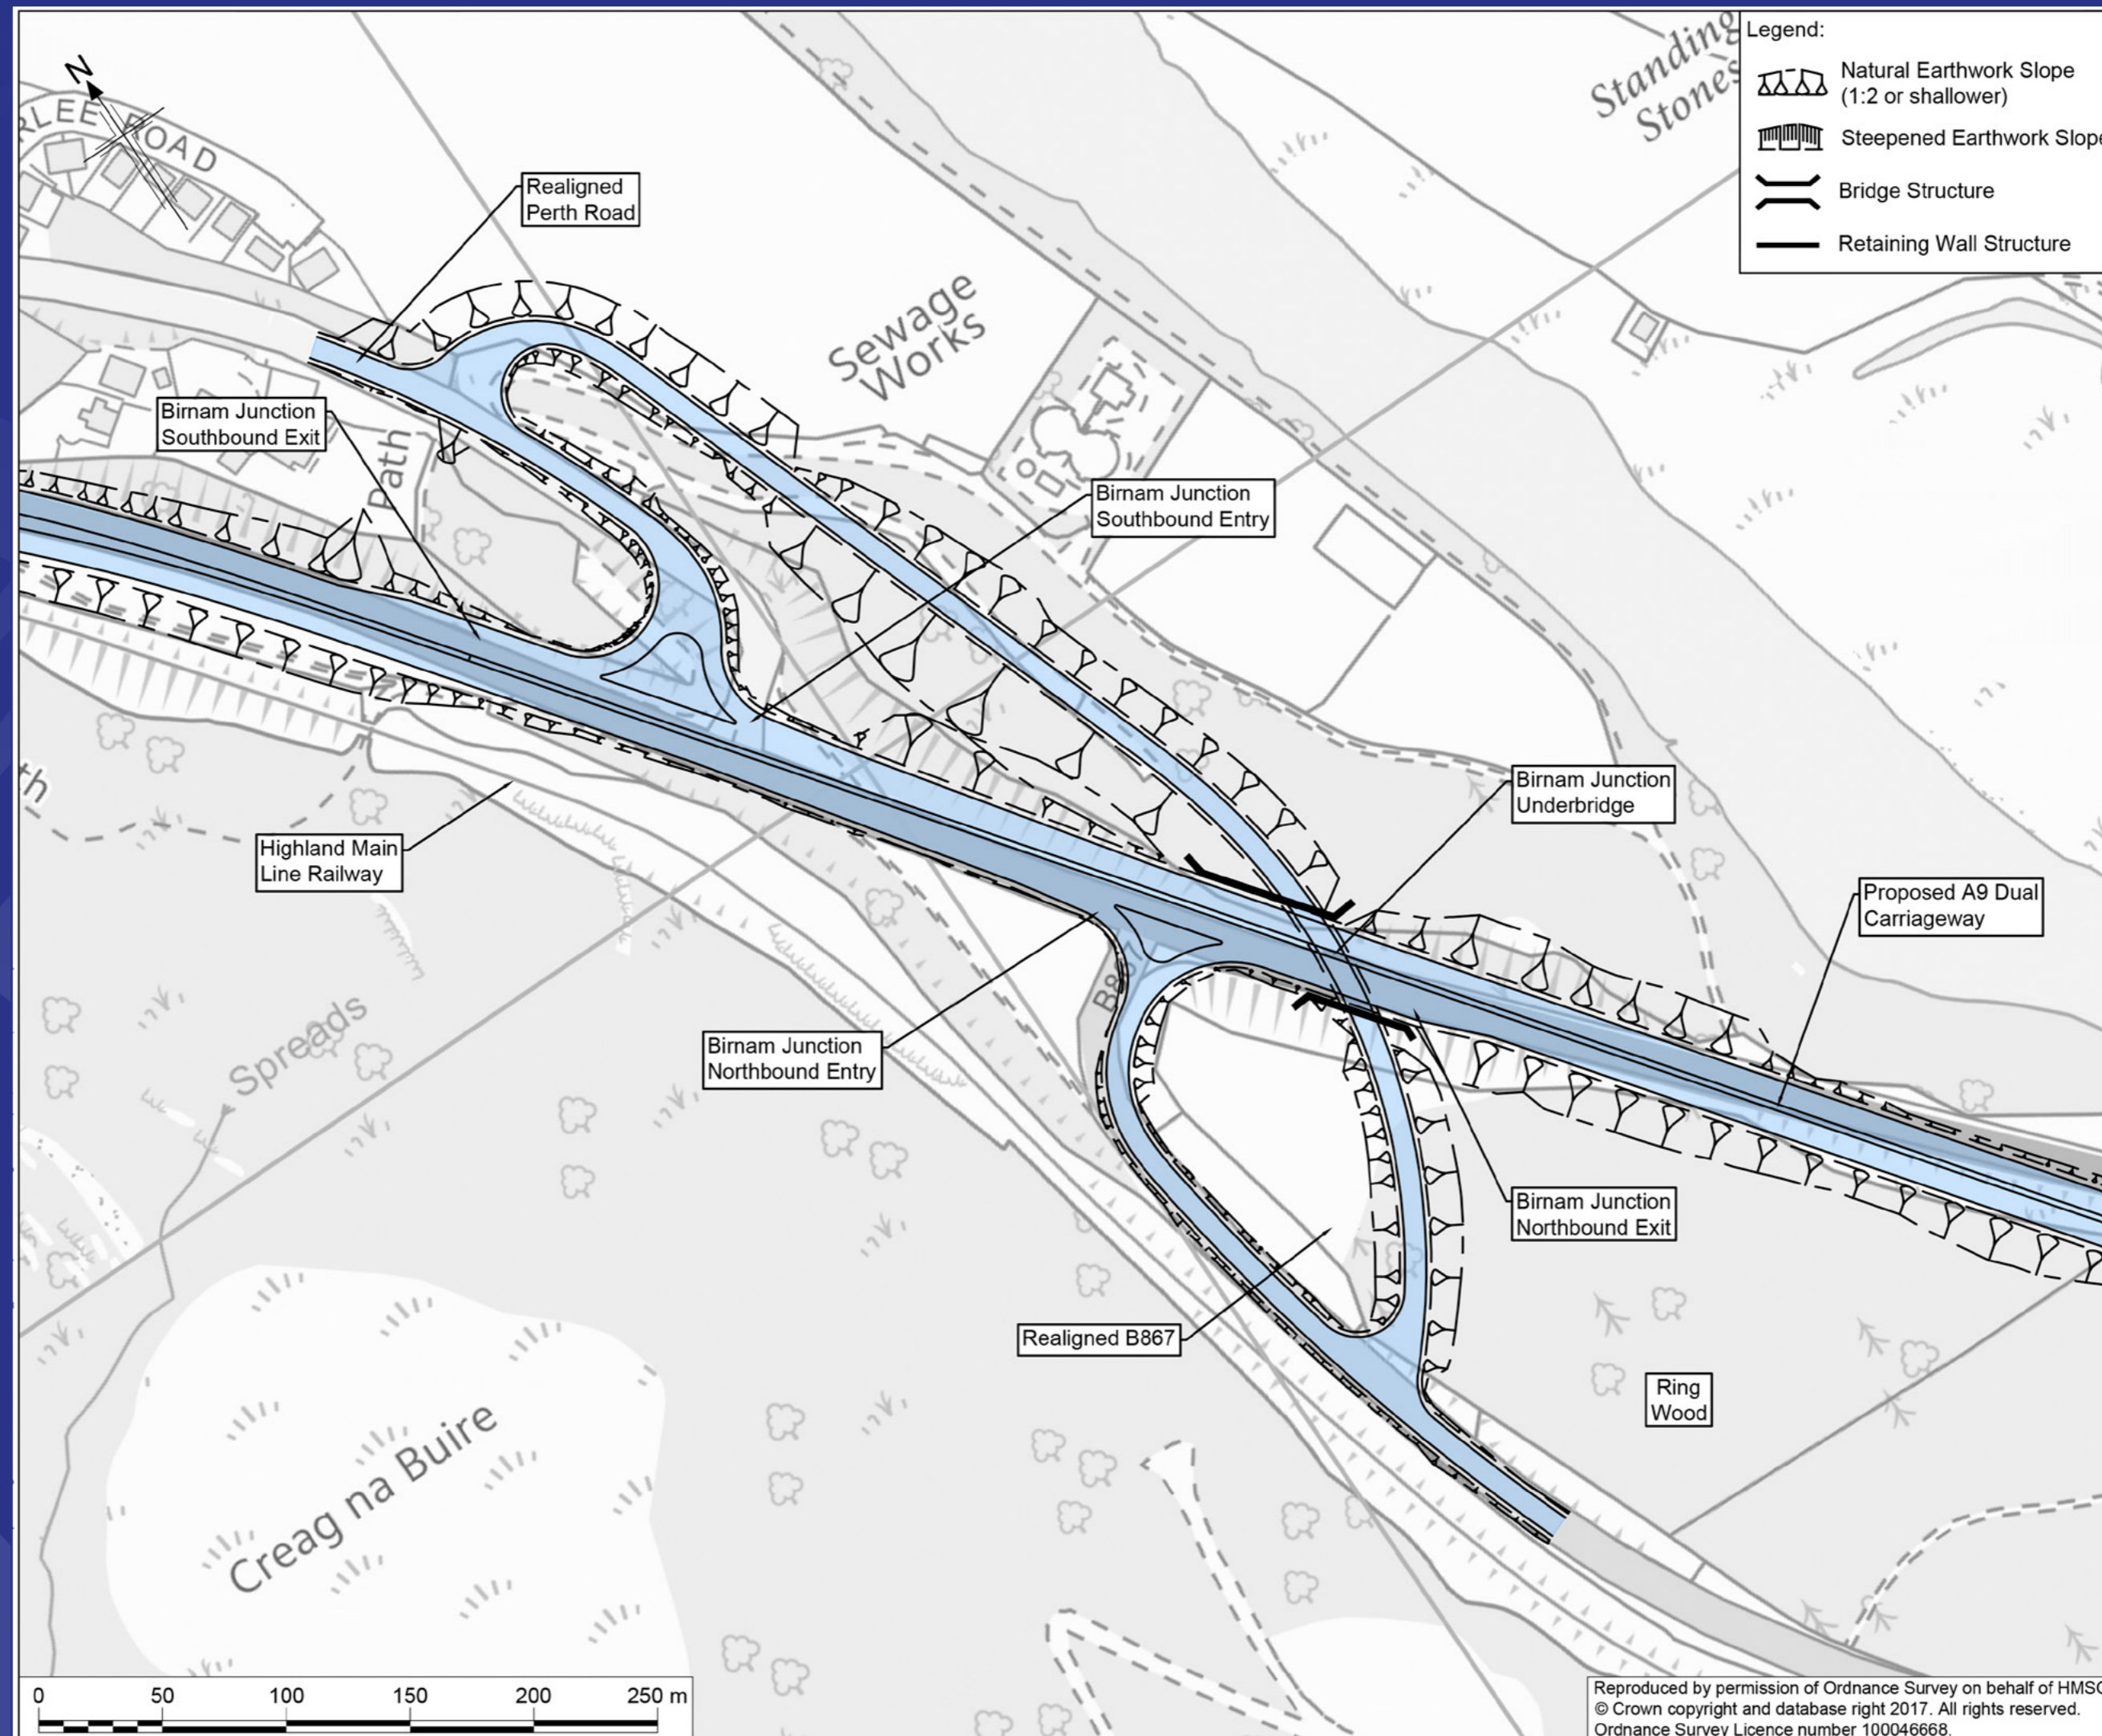 Legend:
Natural Earthwork Slope
(1:2 or shallower)
Steepened Earthwork Slope
Bridge Structure
Retaining Wall Structure
N
Standing
Stones
RLEE ROAD
Realigned
Perth Road
Sewage
Works
Birnam Junction
Southbound Exit
Path
Birnam Junction
Southbound Entry
th
Highland Main
Line Railway
Birnam Junction
Underbridge
Proposed A9 Dual
Carriageway
B867
Birnam Junction
Northbound Entry
Spreads
Birnam Junction
Northbound Exit
Realigned B867
Ring
Wood
Creag na Buire
0 50 100 150 200 250 m
Reproduced by permission of Ordnance Survey on behalf of HMSO
© Crown copyright and database right 2017. All rights reserved.
Ordnance Survey Licence number 100046668.